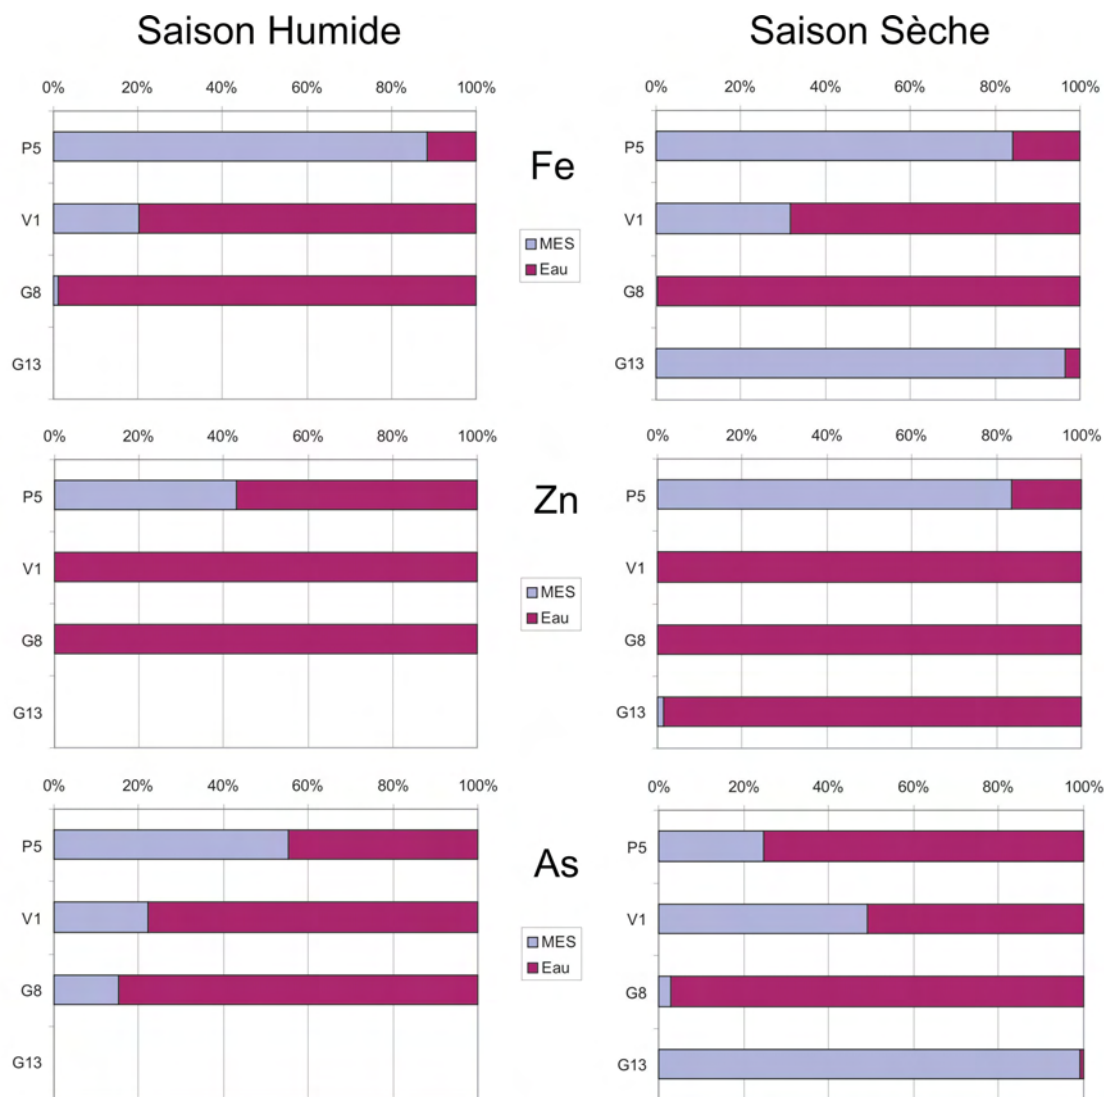 Saison Humide Saison Sèche
0% 20% 40% 60% 80% 100% 0% 20% 40% 60% 80% 100%
P5 P5
Fe
V1 V1
MES
Eau
G8 G8
G13 G13
0% 20% 40% 60% 80% 100% 0% 20% 40% 60% 80% 100%
P5 P5
Zn
V1 V1
MES
Eau
G8 G8
G13 G13
0% 20% 40% 60% 80% 100% 0% 20% 40% 60% 80% 100%
P5 P5
As
V1 V1
MES
Eau
G8 G8
G13 G13